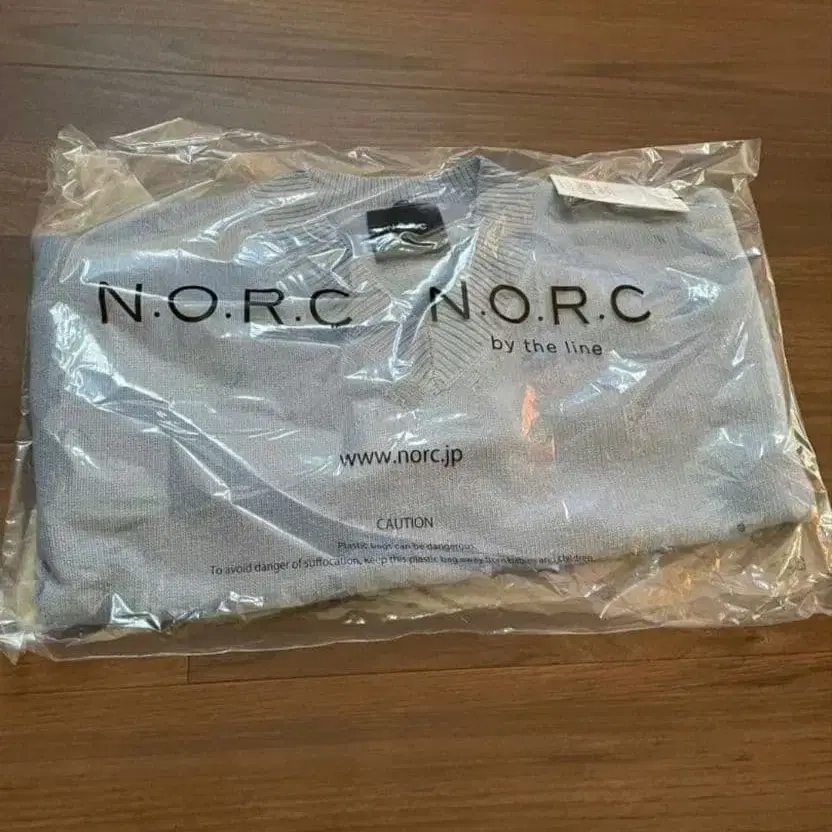 N.O.R.C N.O.R.C
by the line
www.norc.jp
CAUTION
Plastic bags can be dangerous.
To avoid danger of suffocation, keep this plastic bag away from babies and children.